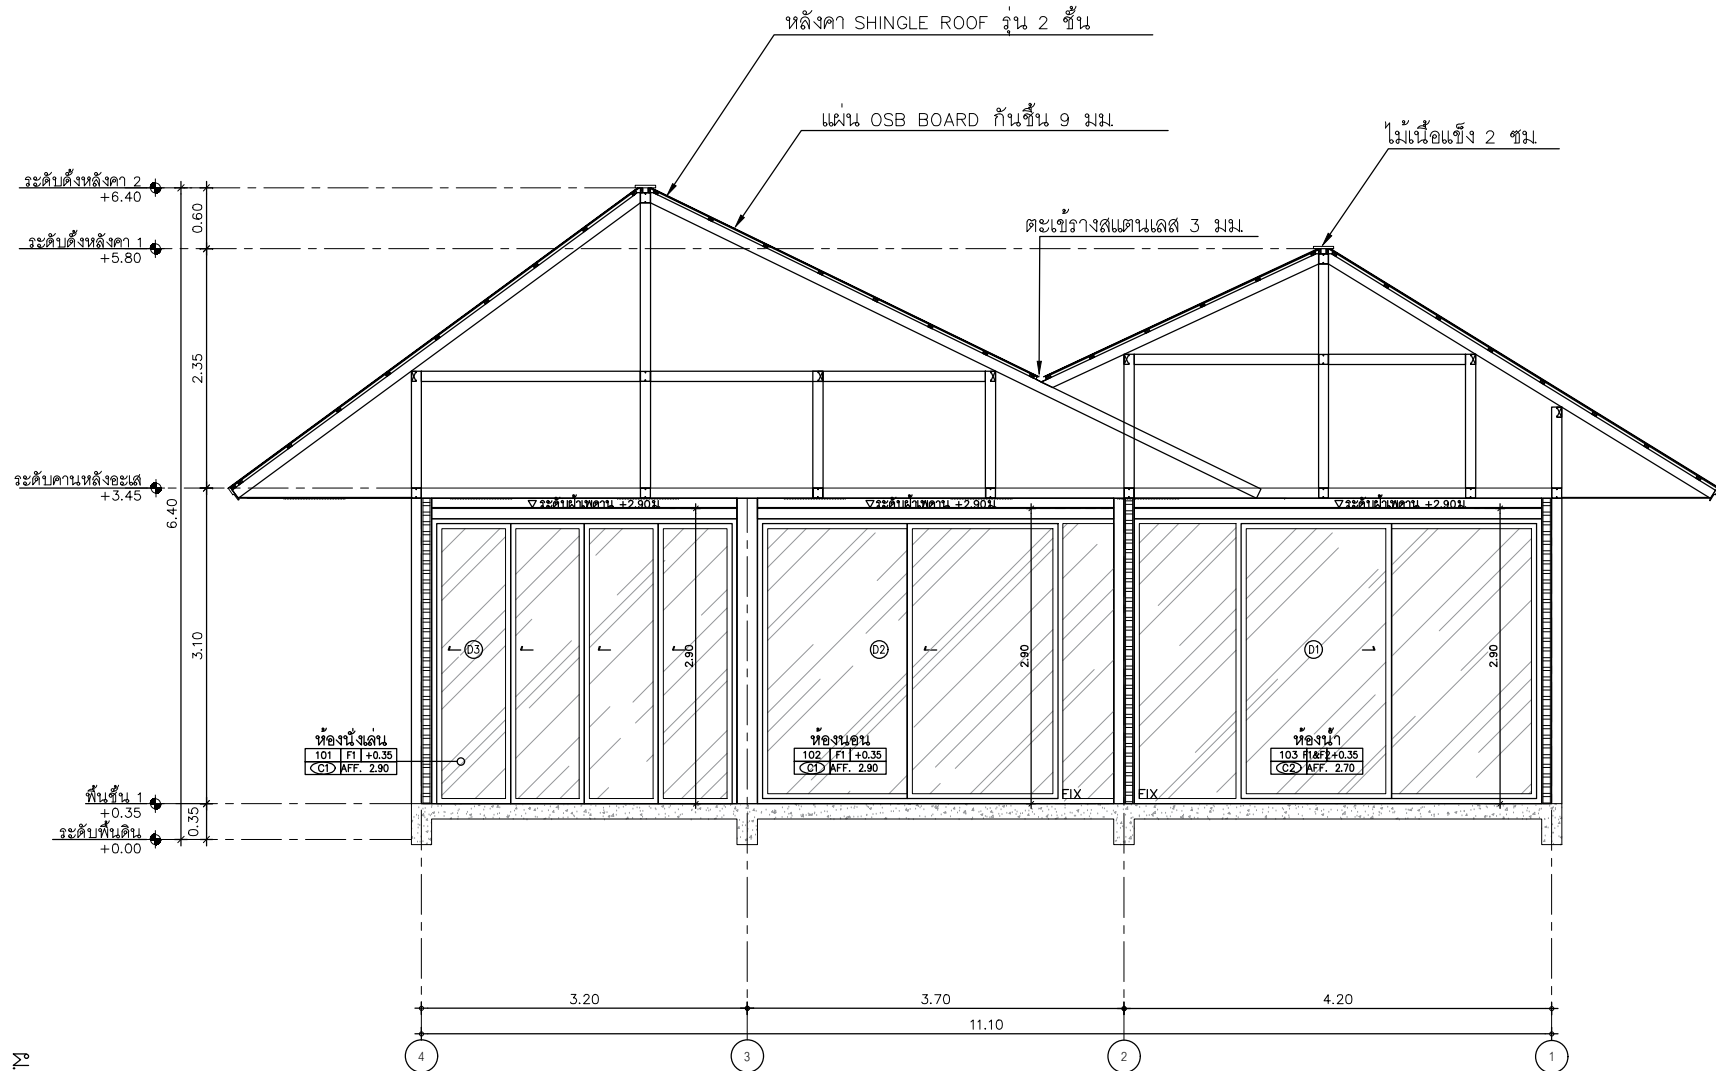 หลังคา SHINGLE ROOF รุ่น 2 ชั้น
แผ่น OSB BOARD กันชื้น 9 มม.
ไม้เนื้อแข็ง 2 ซม.
ตะเข้รางสแตนเลส 3 มม.
ระดับดั้งหลังคา 2
+6.40
ระดับดั้งหลังคา 1
+5.80
ระดับคานหลังอะเส
+3.45
พื้นชั้น 1
+0.35
ระดับพื้นดิน
+0.00
0.60
2.35
6.40
3.10
0.35
ระดับฝ้าเพดาน +2.90ม
ระดับฝ้าเพดาน +2.90ม
ระดับฝ้าเพดาน +2.90ม
D3
2.90
D2
2.90
D1
2.90
ห้องนั่งเล่น
101 F1 +0.35
C1 AFF. 2.90
ห้องนอน
102 F1 +0.35
C1 AFF. 2.90
ห้องน้ำ
103 F1&F2 +0.35
C2 AFF. 2.70
FIX
FIX
3.20
3.70
4.20
11.10
4
3
2
1